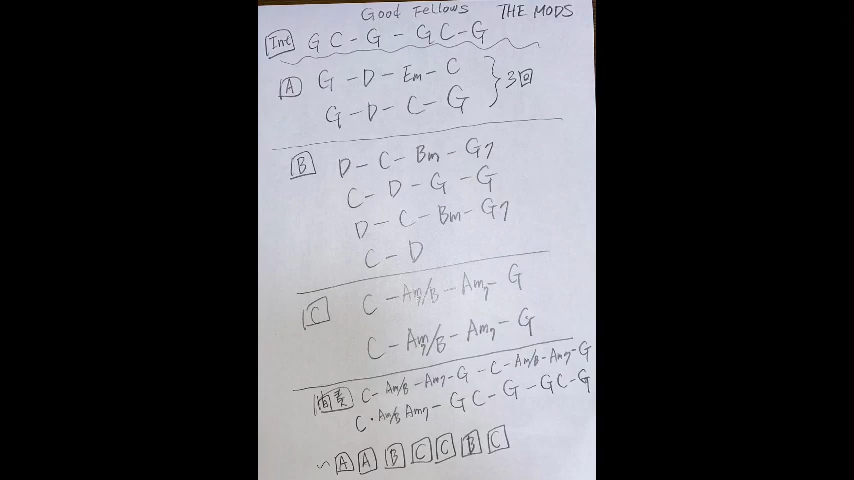 Good Fellows THE MODS
Int G C - G - G C - G
A G - D - Em - C
G - D - C - G } 3回
B D - C - Bm - G7
C - D - G - G
D - C - Bm - G7
C - D
C C - Am7/B - Am7 - G
C - Am7/B - Am7 - G
間奏 C - Am/B - Am7 - G - C - Am/B - Am7 - G
C・Am/B Am7 - G C - G - G C - G
~ A A B C C B C